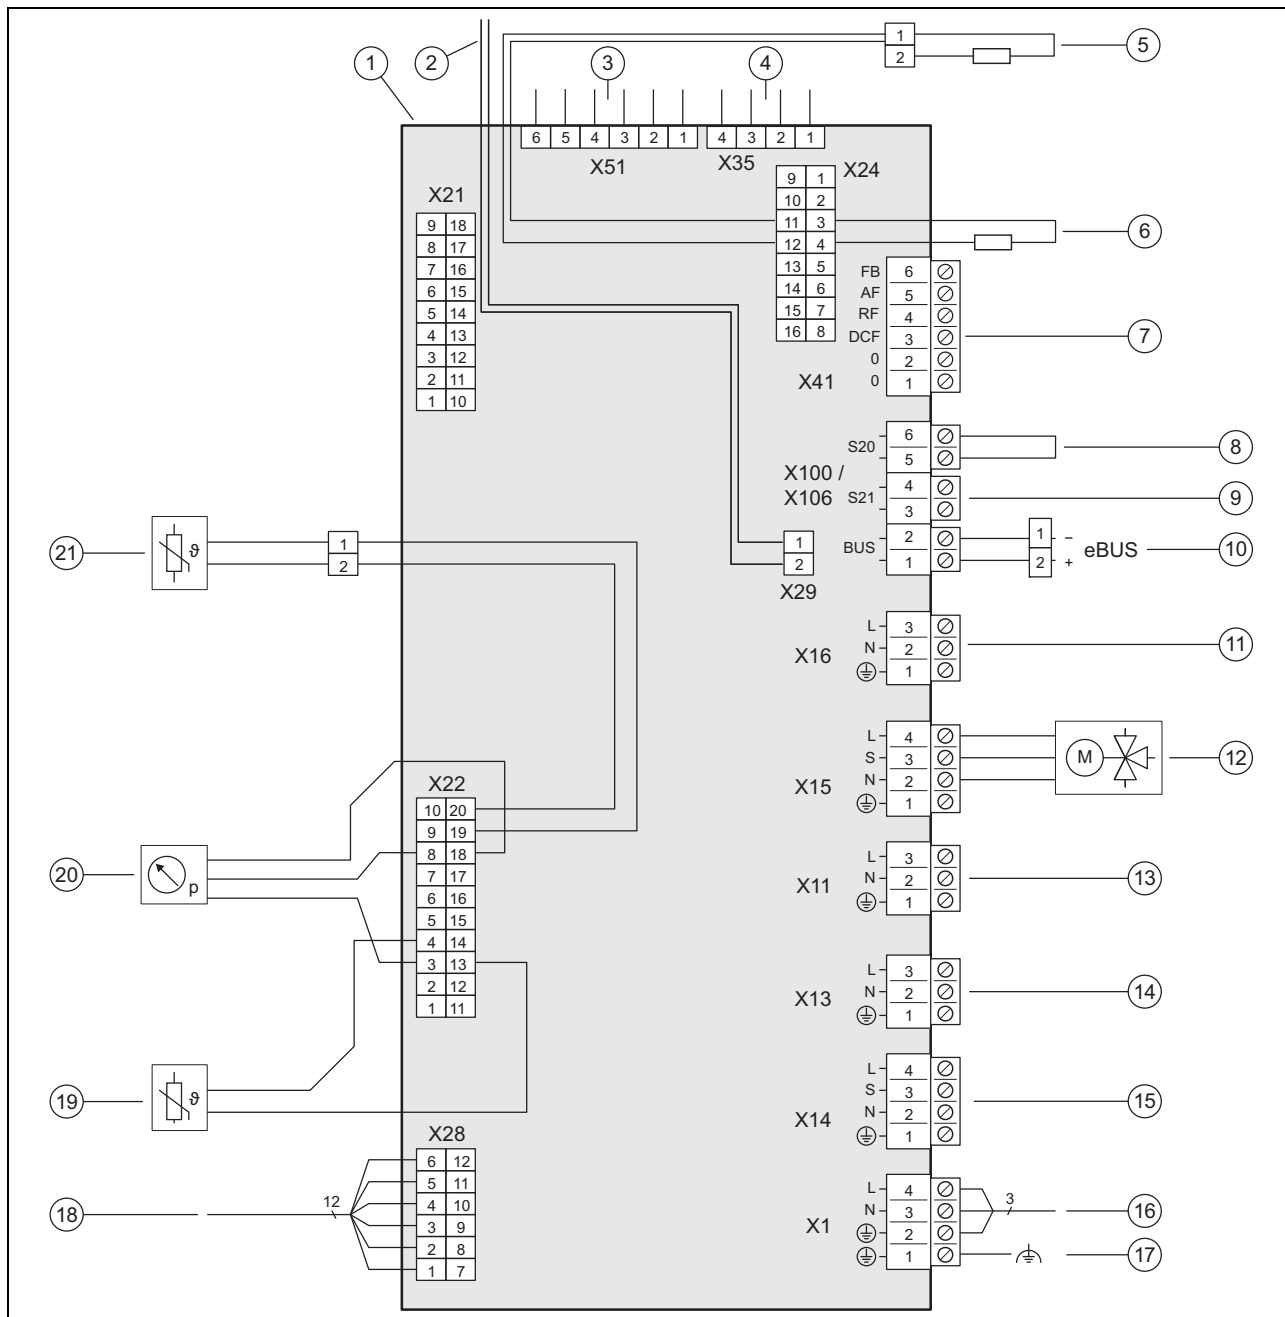 1
2
3
4
5
1
2
6 5 4 3 2 1
4 3 2 1
X51
X35
X24
9 1
10 2
11 3
12 4
13 5
14 6
15 7
16 8
6
X21
9 18
8 17
7 16
6 15
5 14
4 13
3 12
2 11
1 10
FB 6
AF 5
RF 4
DCF 3
0 2
0 1
X41
7
S20
6
5
8
X100 /
X106
S21
4
3
9
BUS
2
1
1 –
2 +
eBUS
10
1
2
X29
21
ϑ
1
2
X16
L 3
N 2
1
11
X15
L 4
S 3
N 2
1
M
12
X22
10 20
9 19
8 18
7 17
6 16
5 15
4 14
3 13
2 12
1 11
20
p
X11
L 3
N 2
1
13
X13
L 3
N 2
1
14
19
ϑ
X14
L 4
S 3
N 2
1
15
X28
6 12
5 11
4 10
3 9
2 8
1 7
18
12
X1
L 4
N 3
2
1
3
16
17